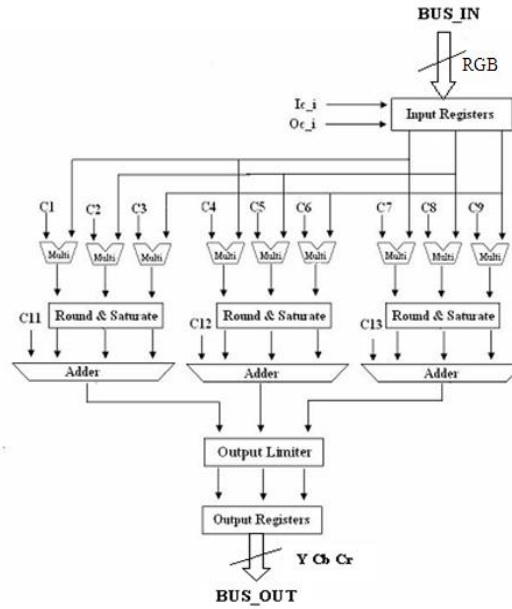 BUS_IN
RGB
Ic_i
Oc_i
Input Registers
C1 C2 C3 C4 C5 C6 C7 C8 C9
Multi Multi Multi Multi Multi Multi Multi Multi Multi
C11 Round & Saturate C12 Round & Saturate C13 Round & Saturate
Adder Adder Adder
Output Limiter
Output Registers
Y Cb Cr
BUS_OUT